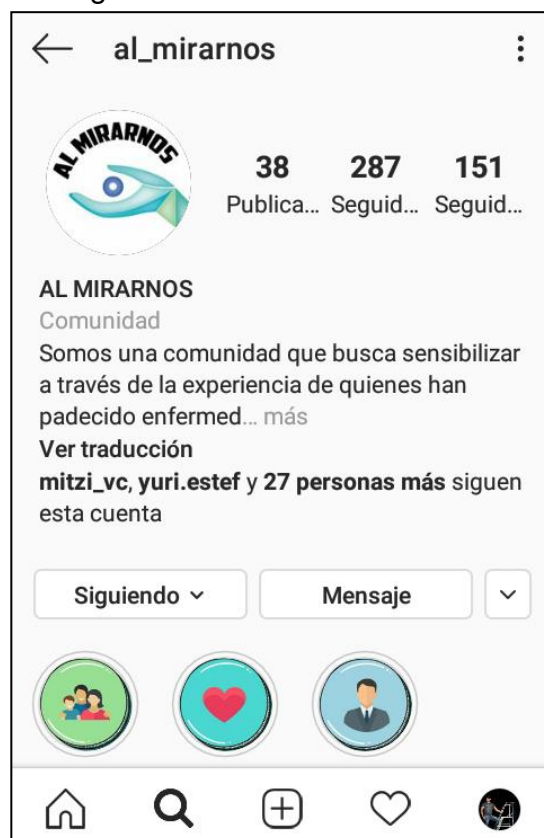 al_mirarnos
AL MIRARNOS
38 287 151
Publica... Seguid... Seguid...
AL MIRARNOS
Comunidad
Somos una comunidad que busca sensibilizar
a través de la experiencia de quienes han
padecido enfermed... más
Ver traducción
mitzi_vc, yuri.estef y 27 personas más siguen
esta cuenta
Siguiendo
Mensaje